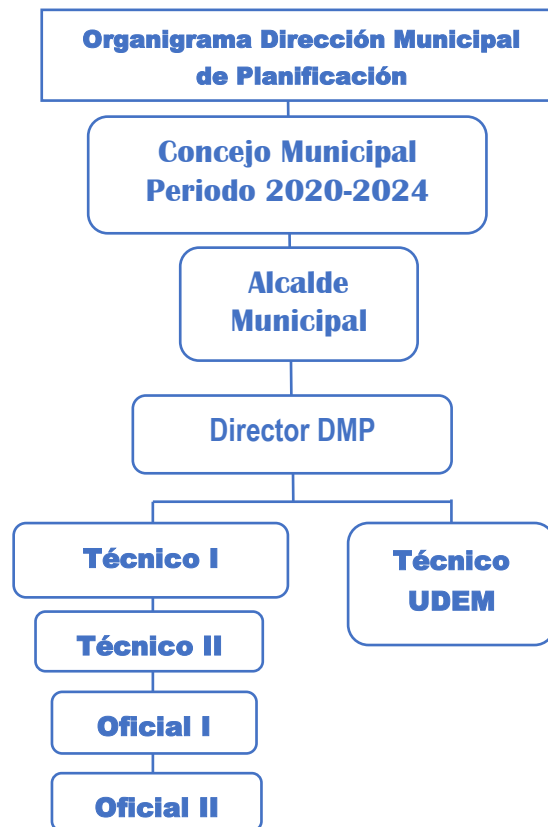 Organigrama Dirección Municipal
de Planificación
Concejo Municipal
Periodo 2020-2024
Alcalde
Municipal
Director DMP
Técnico I
Técnico
UDEM
Técnico II
Oficial I
Oficial II